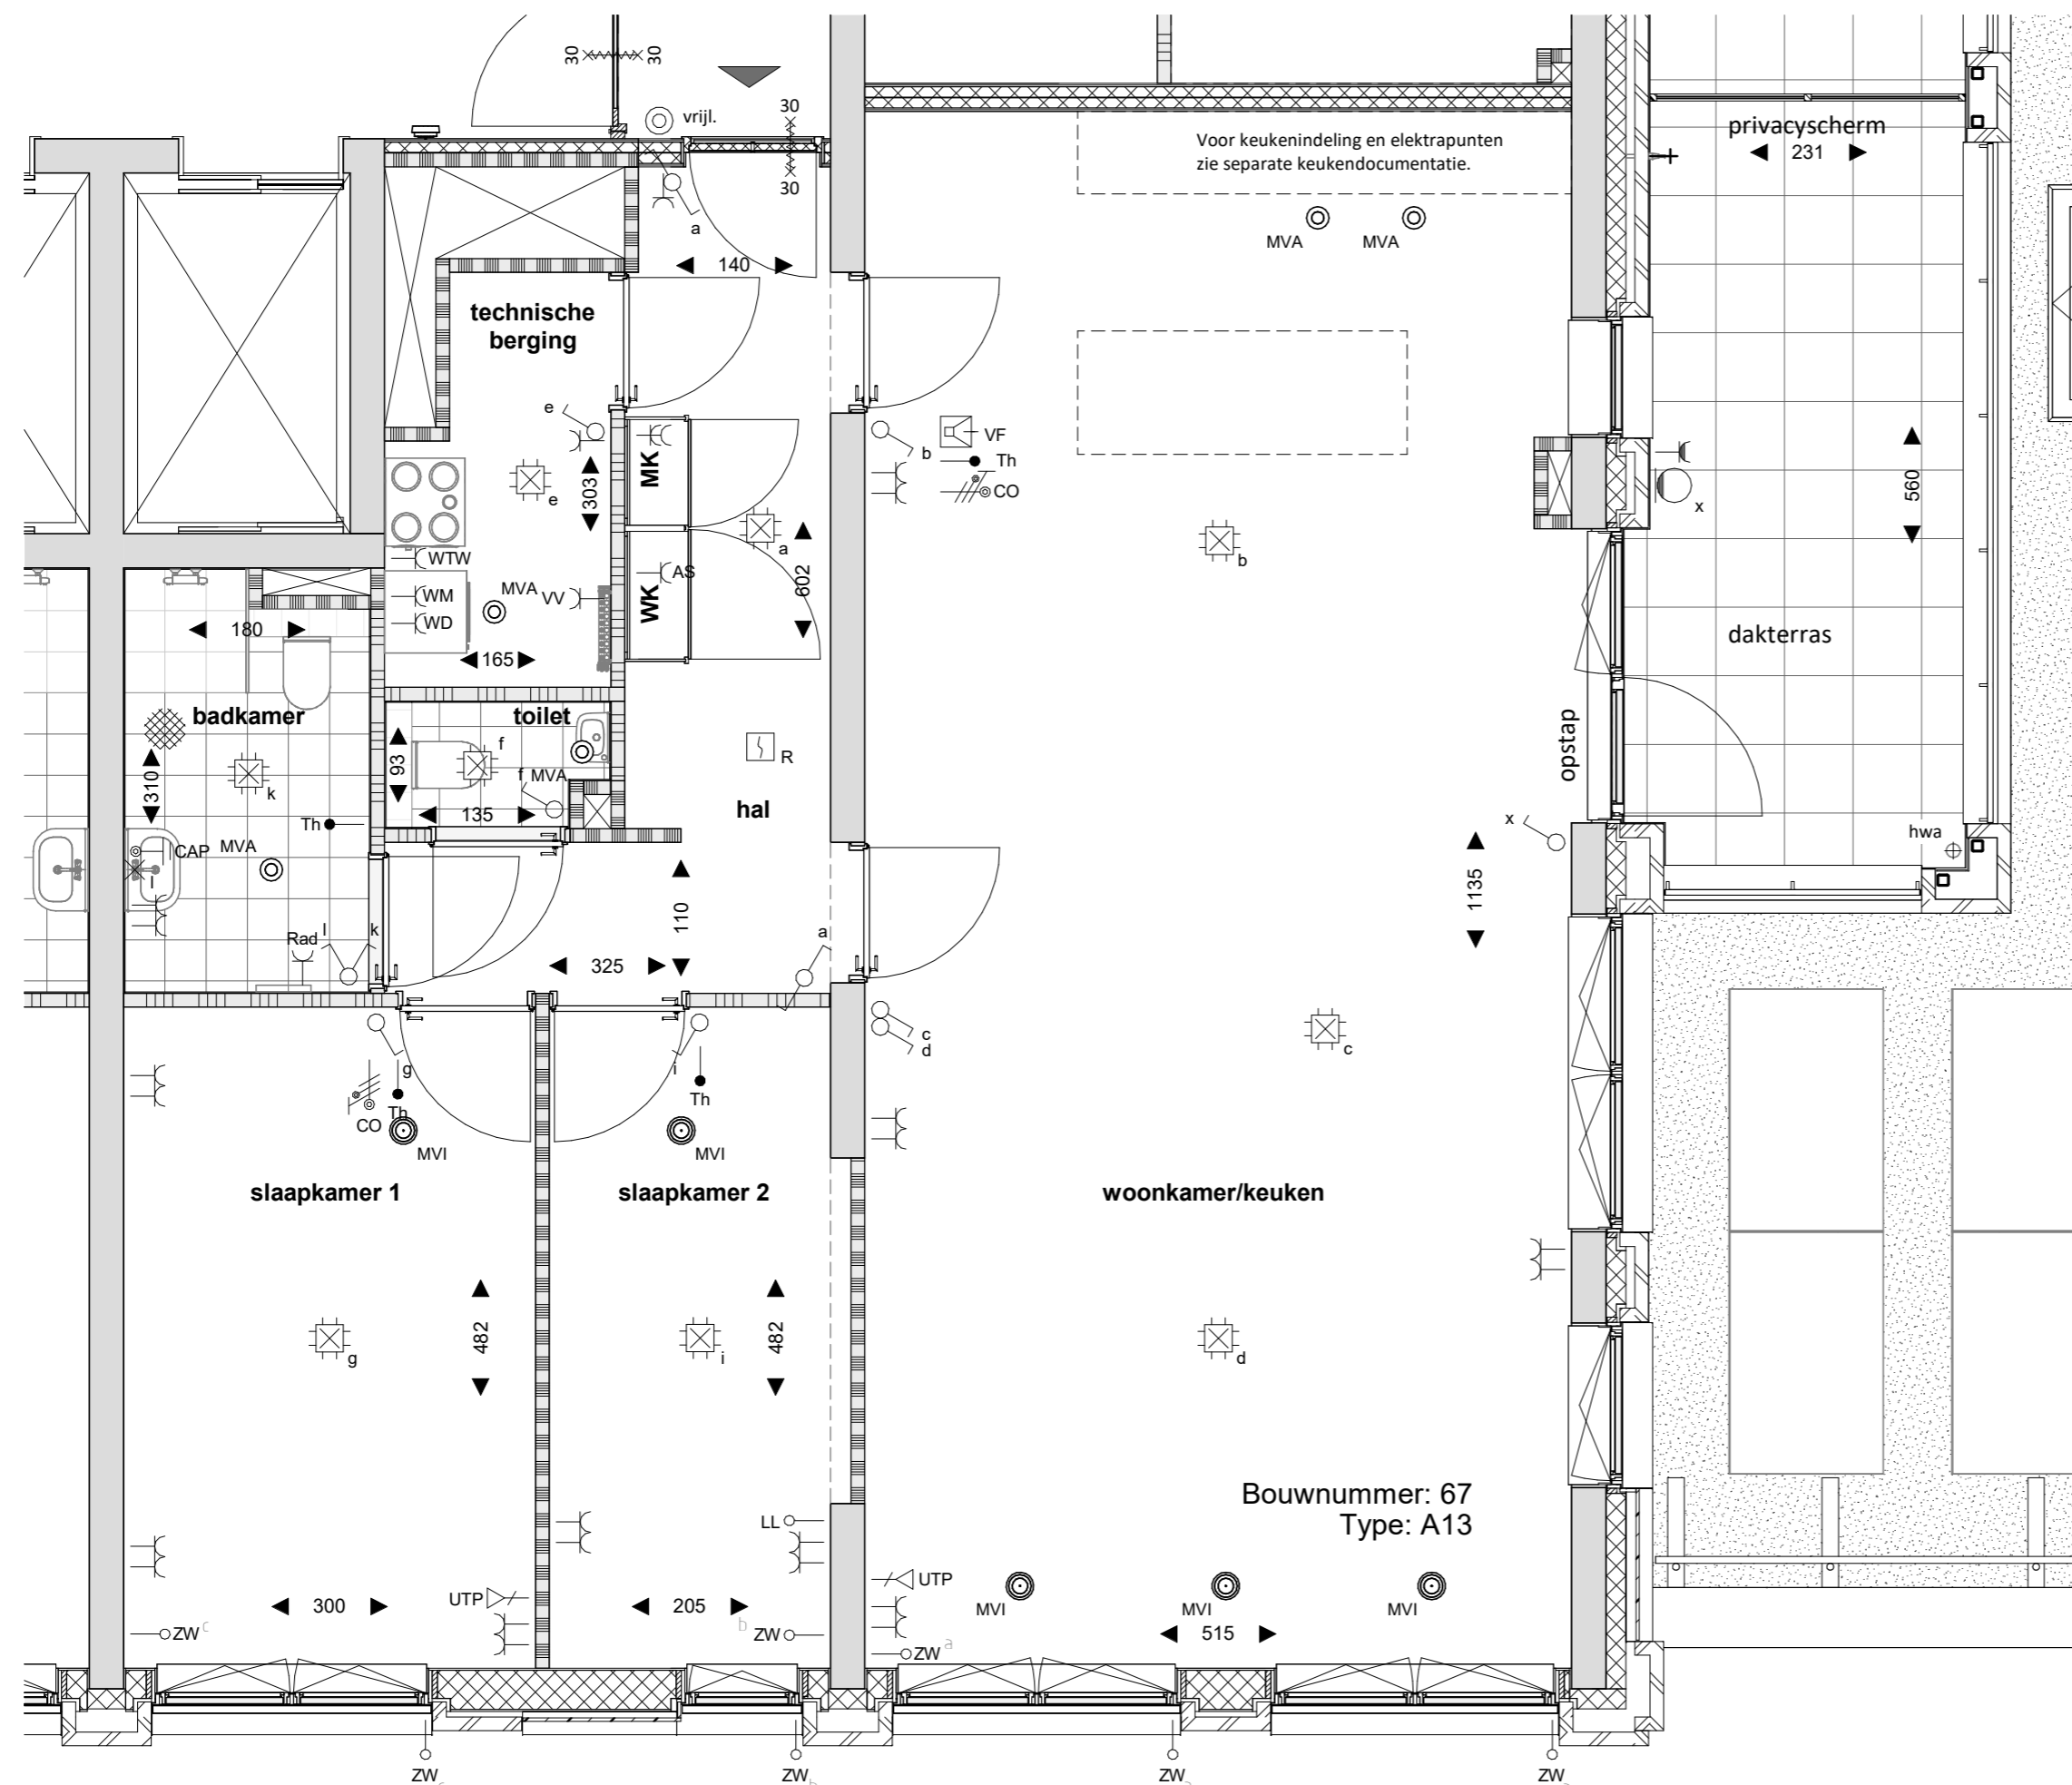 30
30
vrijl.
30
30
a
Voor keukenindeling en elektrapunten
zie separate keukendocumentatie.
privacyscherm
231
MVA
MVA
140
technische
berging
e
e
303
MK
b
VF
Th
CO
560
x
a
b
WTW
WM
WD
MVA
VV
AS
WK
602
165
180
dakterras
badkamer
toilet
f
93
f
MVA
135
R
opstap
310
k
hal
Th
CAP
MVA
l
x
hwa
1135
110
Rad
l
k
325
a
c
d
c
g
Th
CO
i
Th
MVI
MVI
slaapkamer 1
slaapkamer 2
woonkamer/keuken
482
g
482
i
d
Bouwnummer: 67
Type: A13
LL
UTP
UTP
MVI
MVI
MVI
300
205
515
ZW c
b
ZW
ZW a
ZW
ZW b
ZW
ZW